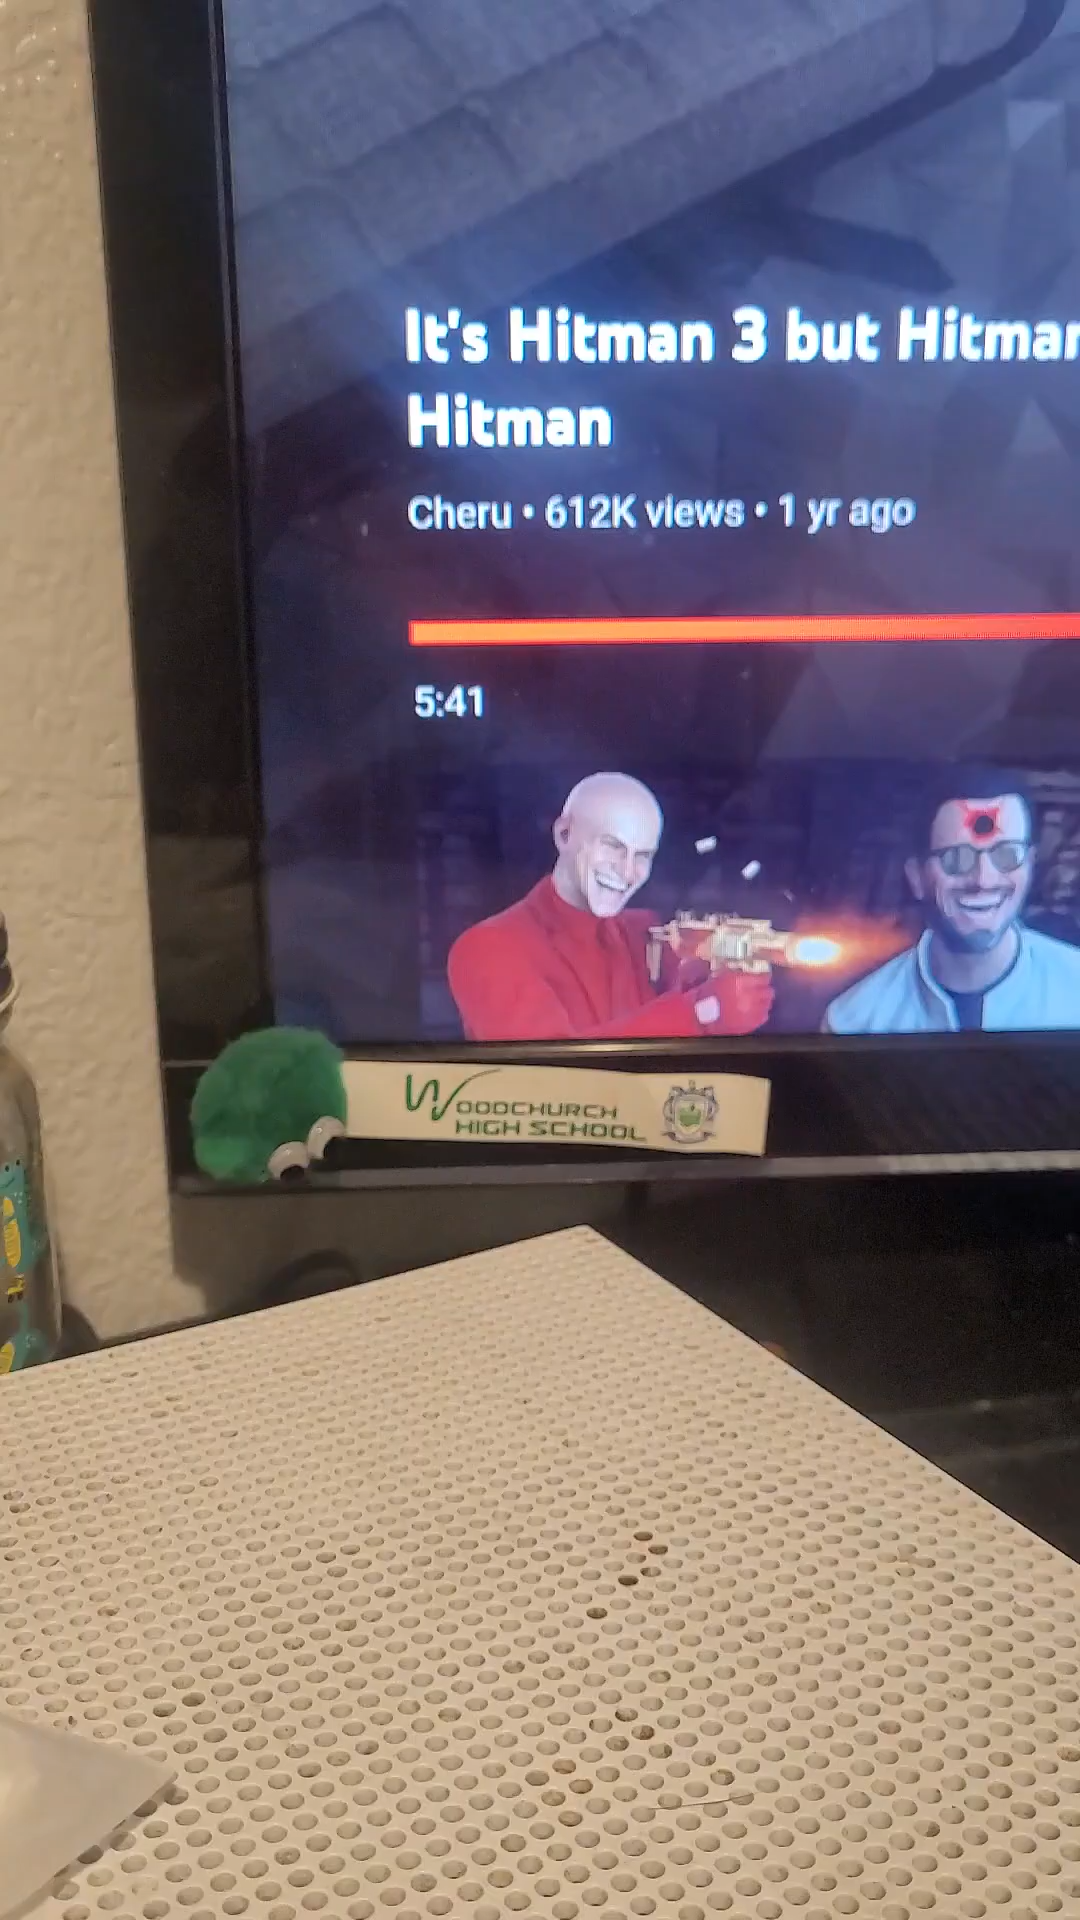 It's Hitman 3 but Hitman
Hitman
Cheru • 612K views • 1 yr ago
5:41
WOODCHURCH
HIGH SCHOOL